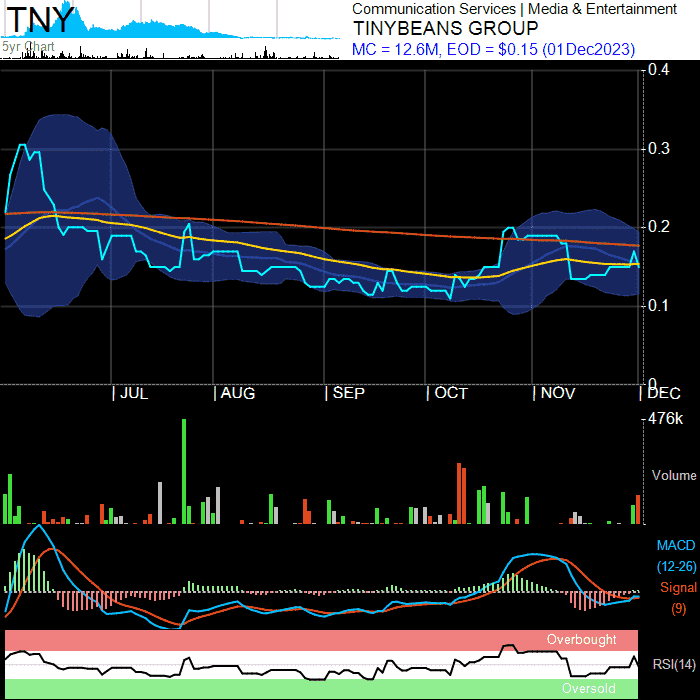 TNY
5yr Chart
Communication Services | Media & Entertainment
TINYBEANS GROUP
MC = 12.6M, EOD = $0.15 (01Dec2023)
0.4
0.3
0.2
0.1
0
JUL
AUG
SEP
OCT
NOV
DEC
476k
Volume
MACD
(12-26)
Signal
(9)
Overbought
RSI(14)
Oversold